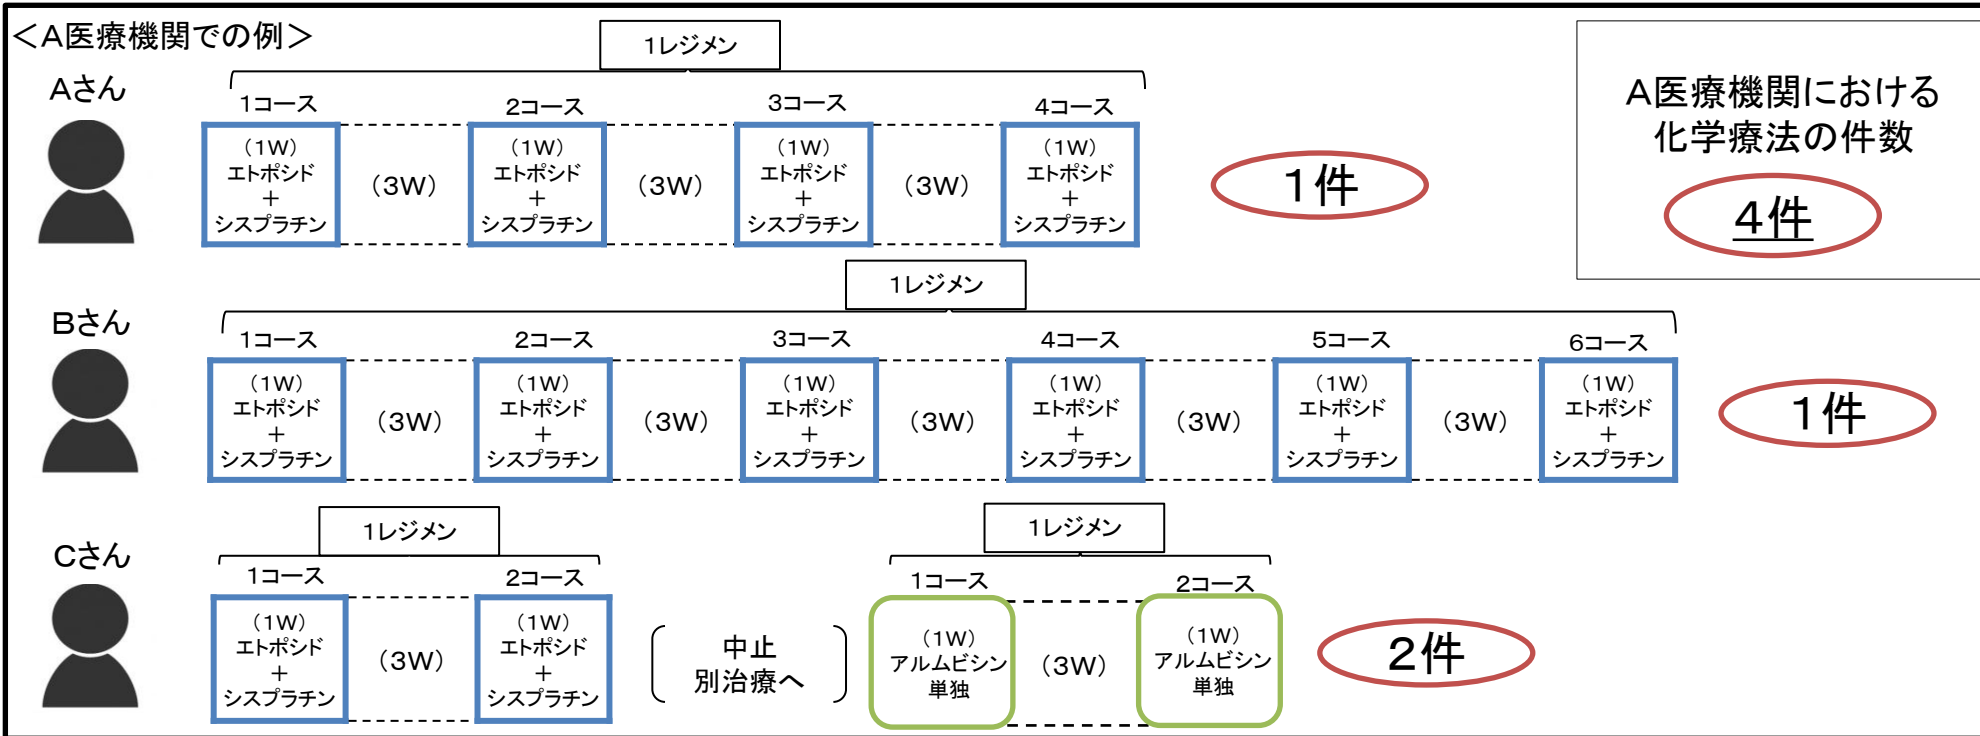 ＜A医療機関での例＞
1レジメン
Aさん
1コース
2コース
3コース
4コース
（1W）
エトポシド
＋
シスプラチン
（3W）
（1W）
エトポシド
＋
シスプラチン
（3W）
（1W）
エトポシド
＋
シスプラチン
（3W）
（1W）
エトポシド
＋
シスプラチン
1件
A医療機関における
化学療法の件数
4件
1レジメン
Bさん
1コース
2コース
3コース
4コース
5コース
6コース
（1W）
エトポシド
＋
シスプラチン
（3W）
（1W）
エトポシド
＋
シスプラチン
（3W）
（1W）
エトポシド
＋
シスプラチン
（3W）
（1W）
エトポシド
＋
シスプラチン
（3W）
（1W）
エトポシド
＋
シスプラチン
（3W）
（1W）
エトポシド
＋
シスプラチン
1件
1レジメン
1レジメン
Cさん
1コース
2コース
1コース
2コース
（1W）
エトポシド
＋
シスプラチン
（3W）
（1W）
エトポシド
＋
シスプラチン
中止
別治療へ
（1W）
アルムビシン
単独
（3W）
（1W）
アルムビシン
単独
2件